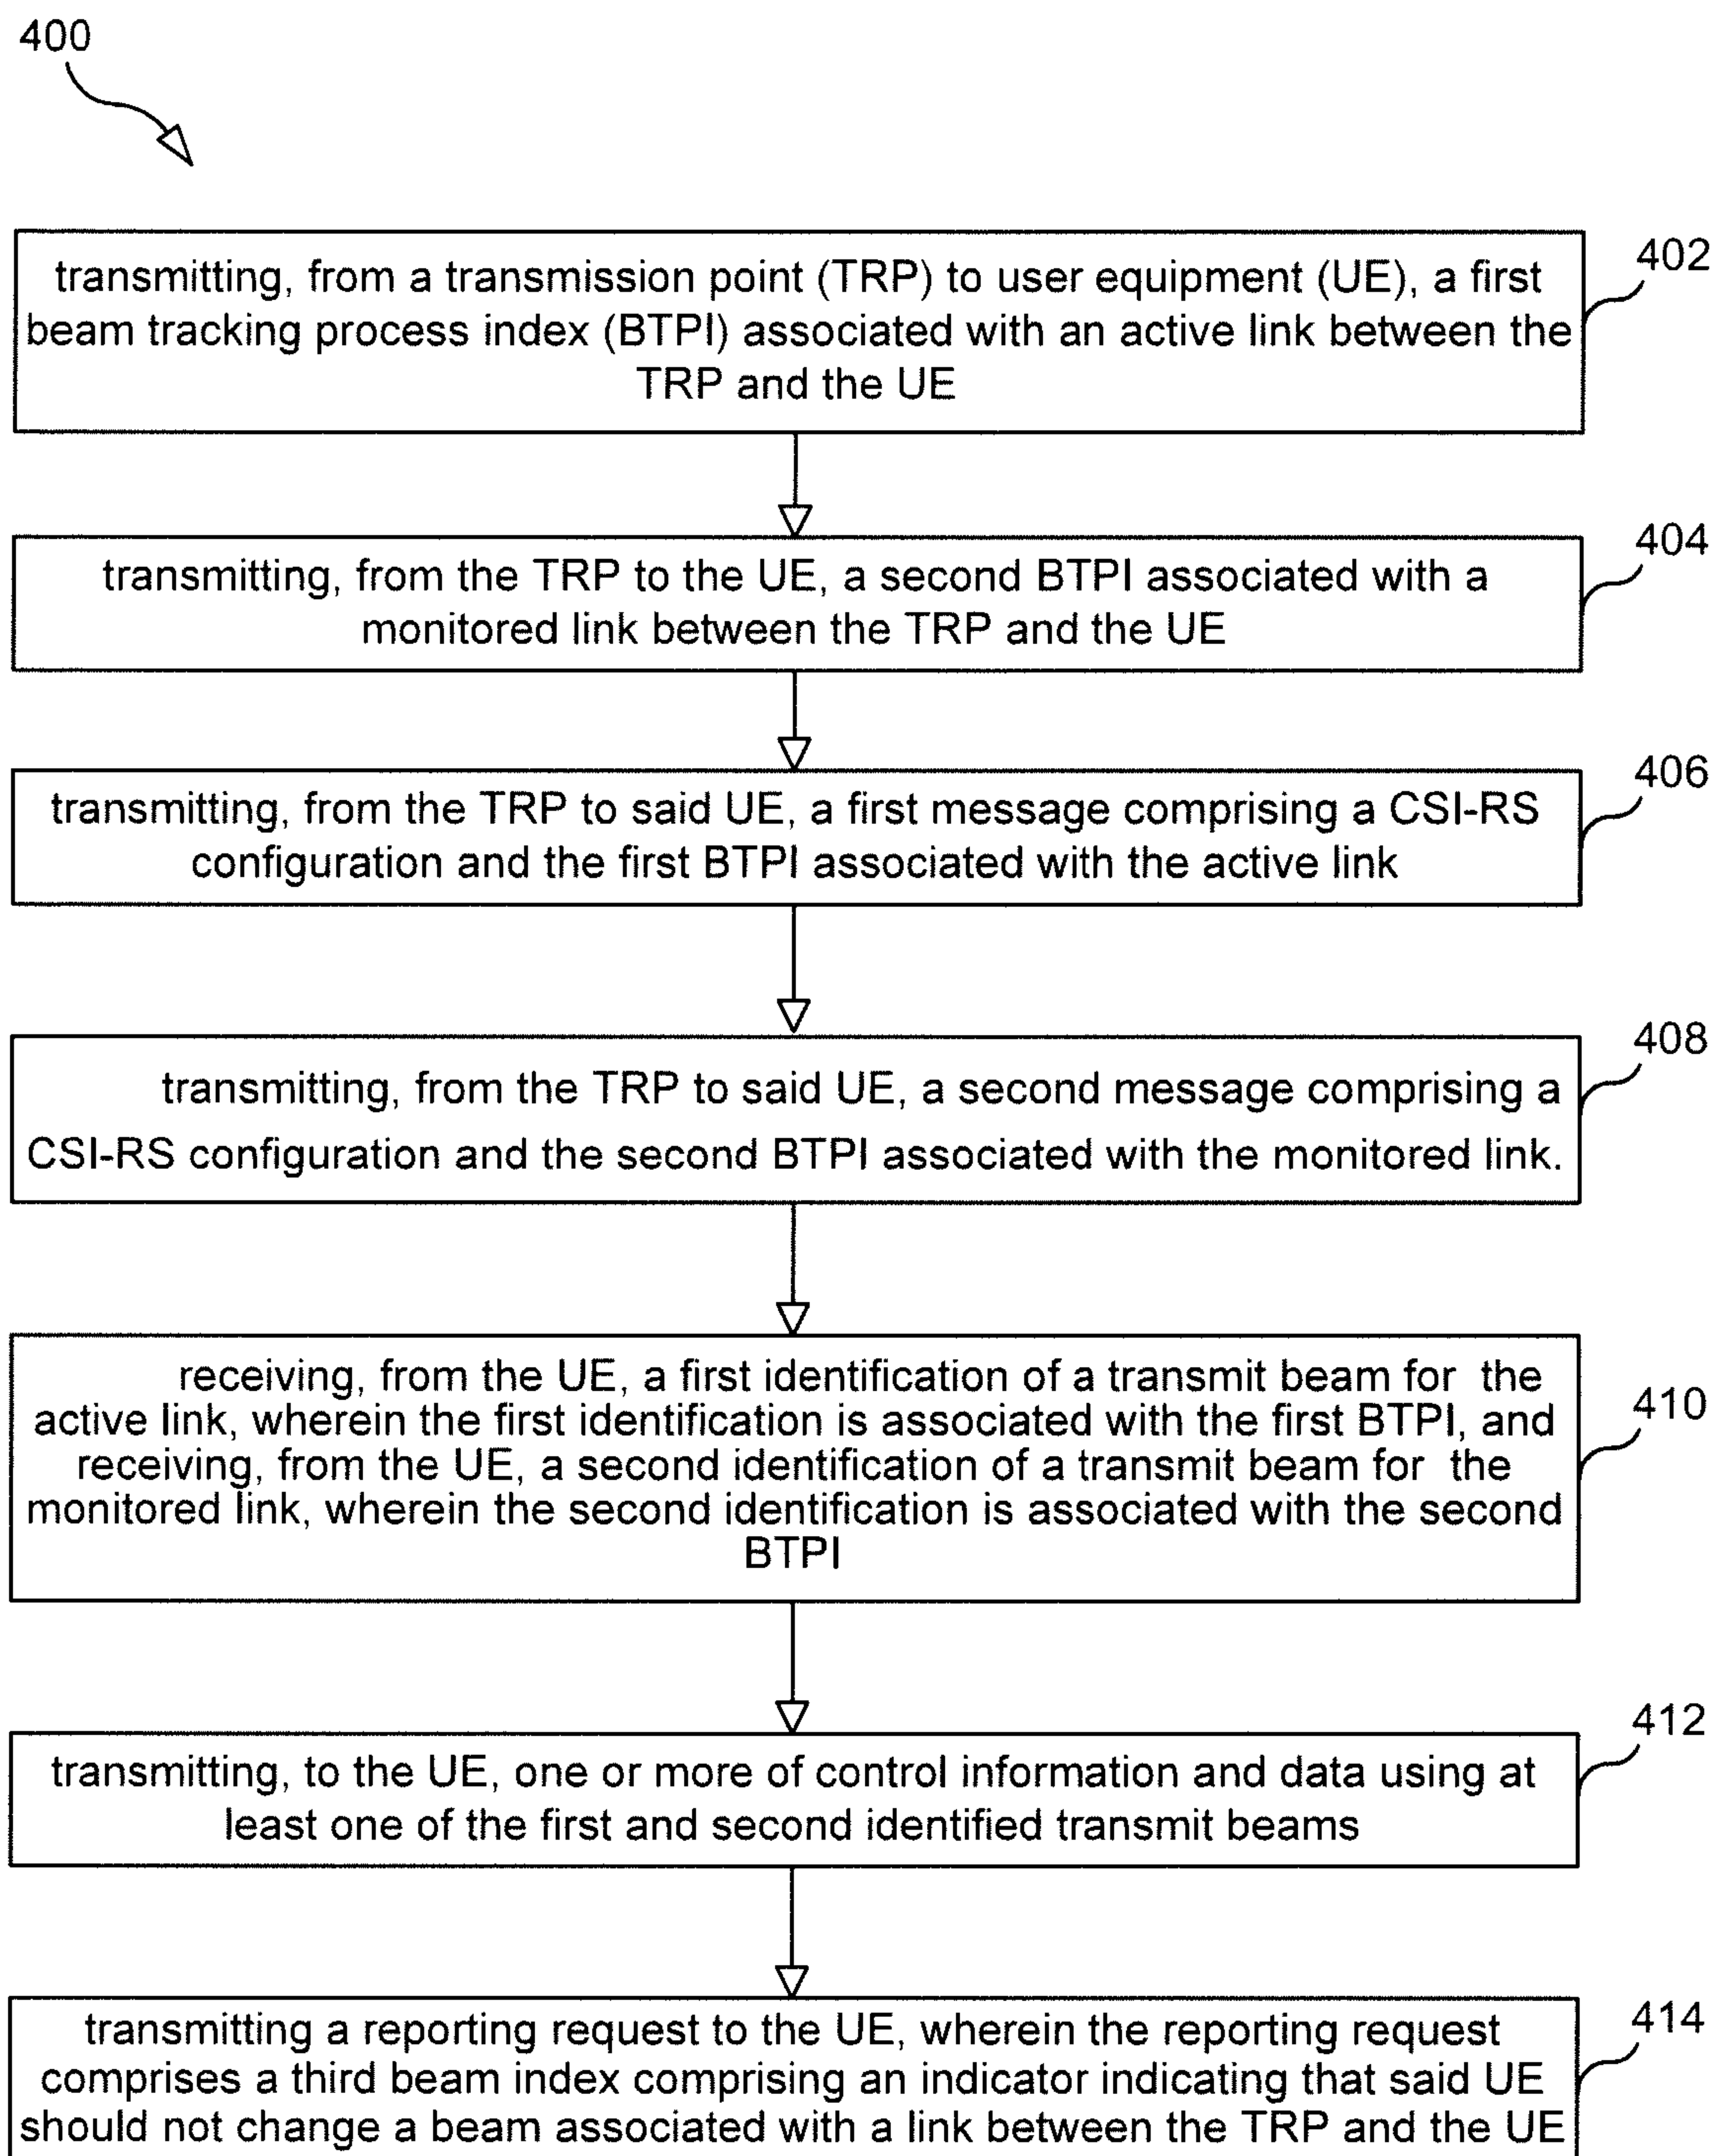 400
402
transmitting, from a transmission point (TRP) to user equipment (UE), a first
beam tracking process index (BTPI) associated with an active link between the
TRP and the UE
404
transmitting, from the TRP to the UE, a second BTPI associated with a
monitored link between the TRP and the UE
406
transmitting, from the TRP to said UE, a first message comprising a CSI-RS
configuration and the first BTPI associated with the active link
408
transmitting, from the TRP to said UE, a second message comprising a
CSI-RS configuration and the second BTPI associated with the monitored link.
410
receiving, from the UE, a first identification of a transmit beam for the
active link, wherein the first identification is associated with the first BTPI, and
receiving, from the UE, a second identification of a transmit beam for the
monitored link, wherein the second identification is associated with the second
BTPI
412
transmitting, to the UE, one or more of control information and data using at
least one of the first and second identified transmit beams
414
transmitting a reporting request to the UE, wherein the reporting request
comprises a third beam index comprising an indicator indicating that said UE
should not change a beam associated with a link between the TRP and the UE